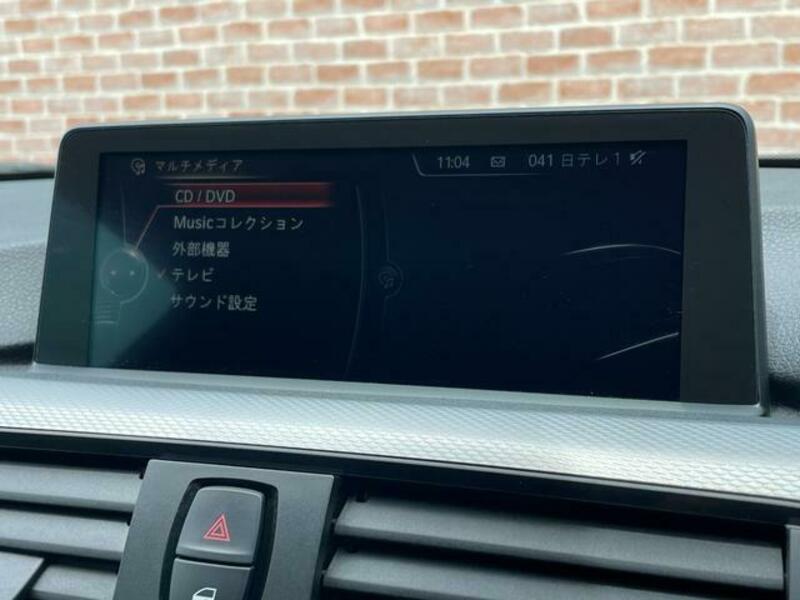 マルチメディア
11:04 041 日テレ1
CD / DVD
Musicコレクション
外部機器
テレビ
サウンド設定